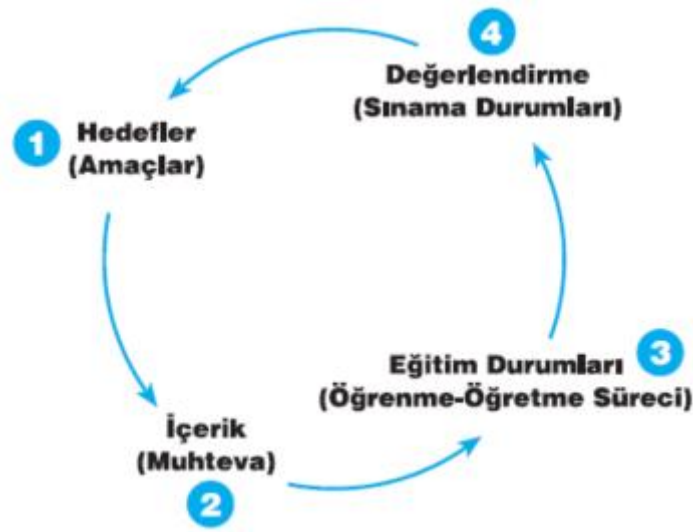 1
Hedefler
(Amaçlar)
İçerik
(Muhteva)
2
Eğitim Durumları
(Öğrenme-Öğretme Süreci)
3
4
Değerlendirme
(Sınama Durumları)